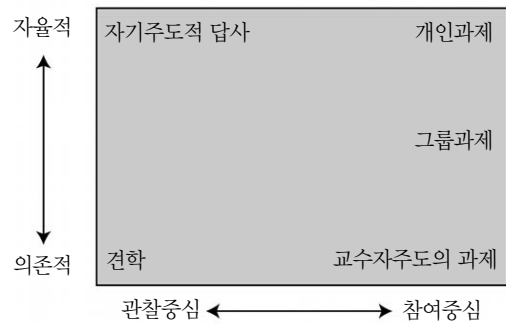 자율적
자기주도적 답사
개인과제
그룹과제
의존적
견학
교수자주도의 과제
관찰중심
참여중심